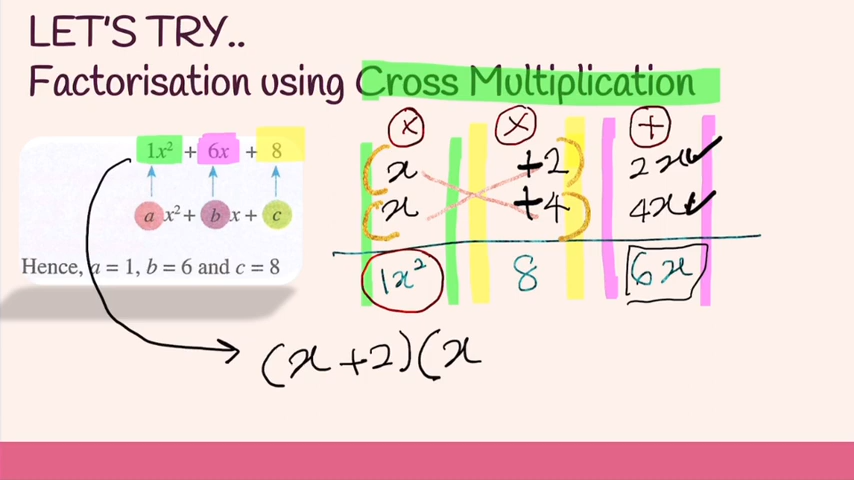 LET'S TRY..
Factorisation using Cross Multiplication
1x² + 6x + 8
a x² + b x + c
Hence, a = 1, b = 6 and c = 8
x x +
x +2 2x ✓
x +4 4x ✓
1x² 8 6x
(x+2)(x